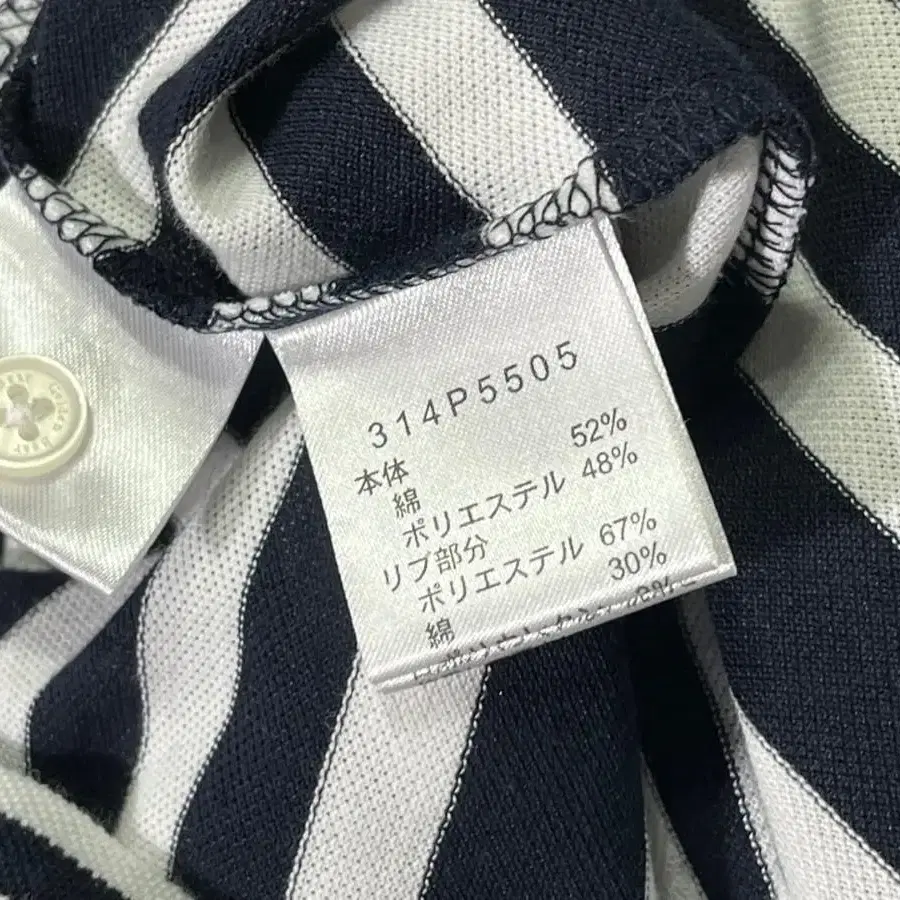 314P5505
本体
綿 52%
ポリエステル 48%
リブ部分
ポリエステル 67%
綿 30%